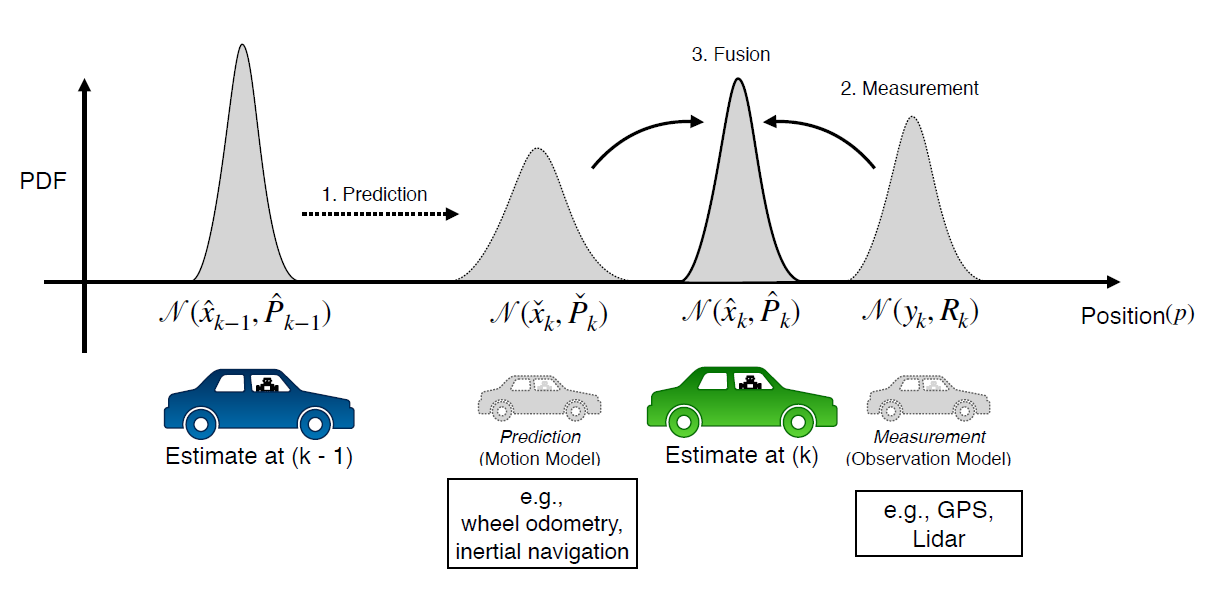 3. Fusion
2. Measurement
PDF
1. Prediction
𝒩(x̂ₖ₋₁, P̂ₖ₋₁)
𝒩(x̌ₖ, P̌ₖ)
𝒩(x̂ₖ, P̂ₖ)
𝒩(yₖ, Rₖ)
Position(p)
Estimate at (k - 1)
Prediction
(Motion Model)
Estimate at (k)
Measurement
(Observation Model)
e.g.,
wheel odometry,
inertial navigation
e.g., GPS,
Lidar